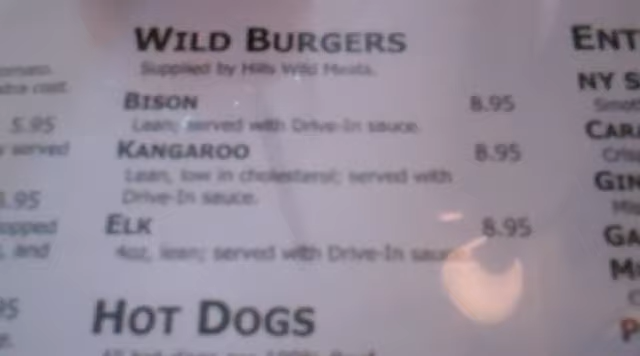 WILD BURGERS
Supplied by Hills Wild Meats.
BISON 8.95
Lean; served with Drive-In sauce.
KANGAROO 8.95
Lean, low in cholesterol; served with
Drive-In sauce.
ELK 8.95
4oz, lean; served with Drive-In sauce
HOT DOGS
5.95
served
.95
and
95
ENT
NY S
CAR
GIN
GA